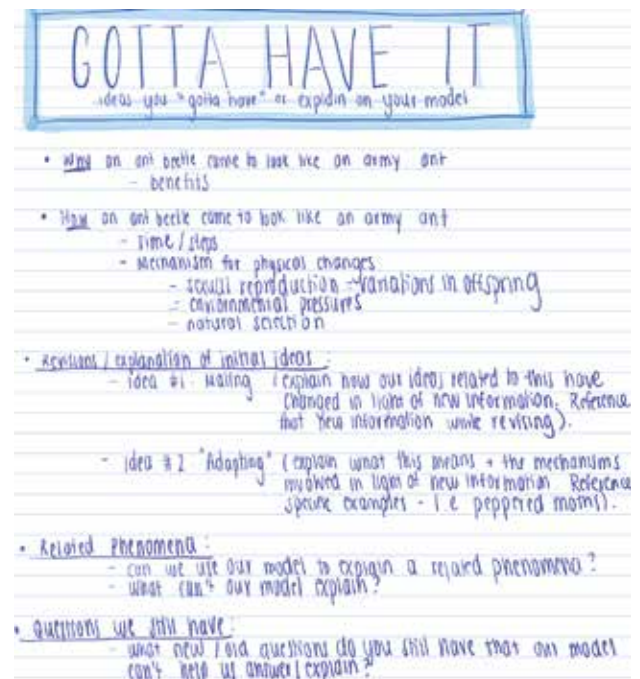 GOTTA HAVE IT
ideas you "gotta have" or explain on your model
• Why an ant beetle came to look like an army ant
- benefits
• How an ant beetle came to look like an army ant
- time / steps
- Mechanism for physical changes
- sexual reproduction - variations in offspring
- environmental pressures
- natural selection
• Revisions / explanation of initial ideas :
- idea #1 Mating (explain how our ideas related to this have
changed in light of new information. Reference
that new information while revising).
- idea #2 "Adapting" (explain what this means + the mechanisms
involved in light of new information. Reference
specific examples - i.e peppered moths).
• Related Phenomena :
- can we use our model to explain a related phenomena ?
- what can't our model explain ?
• Questions we still have :
- what new / old questions do you still have that our model
can't help us answer / explain ?